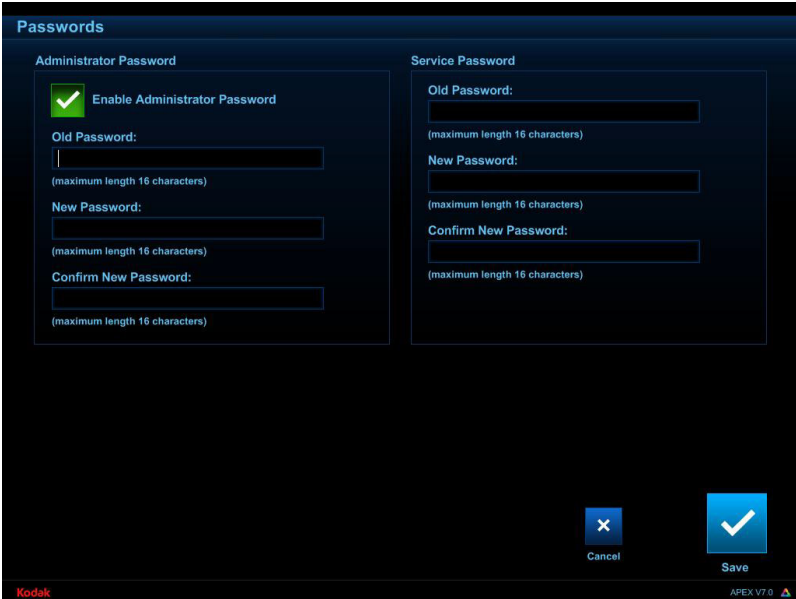 Passwords
Administrator Password
Enable Administrator Password
Old Password:
(maximum length 16 characters)
New Password:
(maximum length 16 characters)
Confirm New Password:
(maximum length 16 characters)
Service Password
Old Password:
(maximum length 16 characters)
New Password:
(maximum length 16 characters)
Confirm New Password:
(maximum length 16 characters)
Cancel
Save
Kodak
APEX V7.0